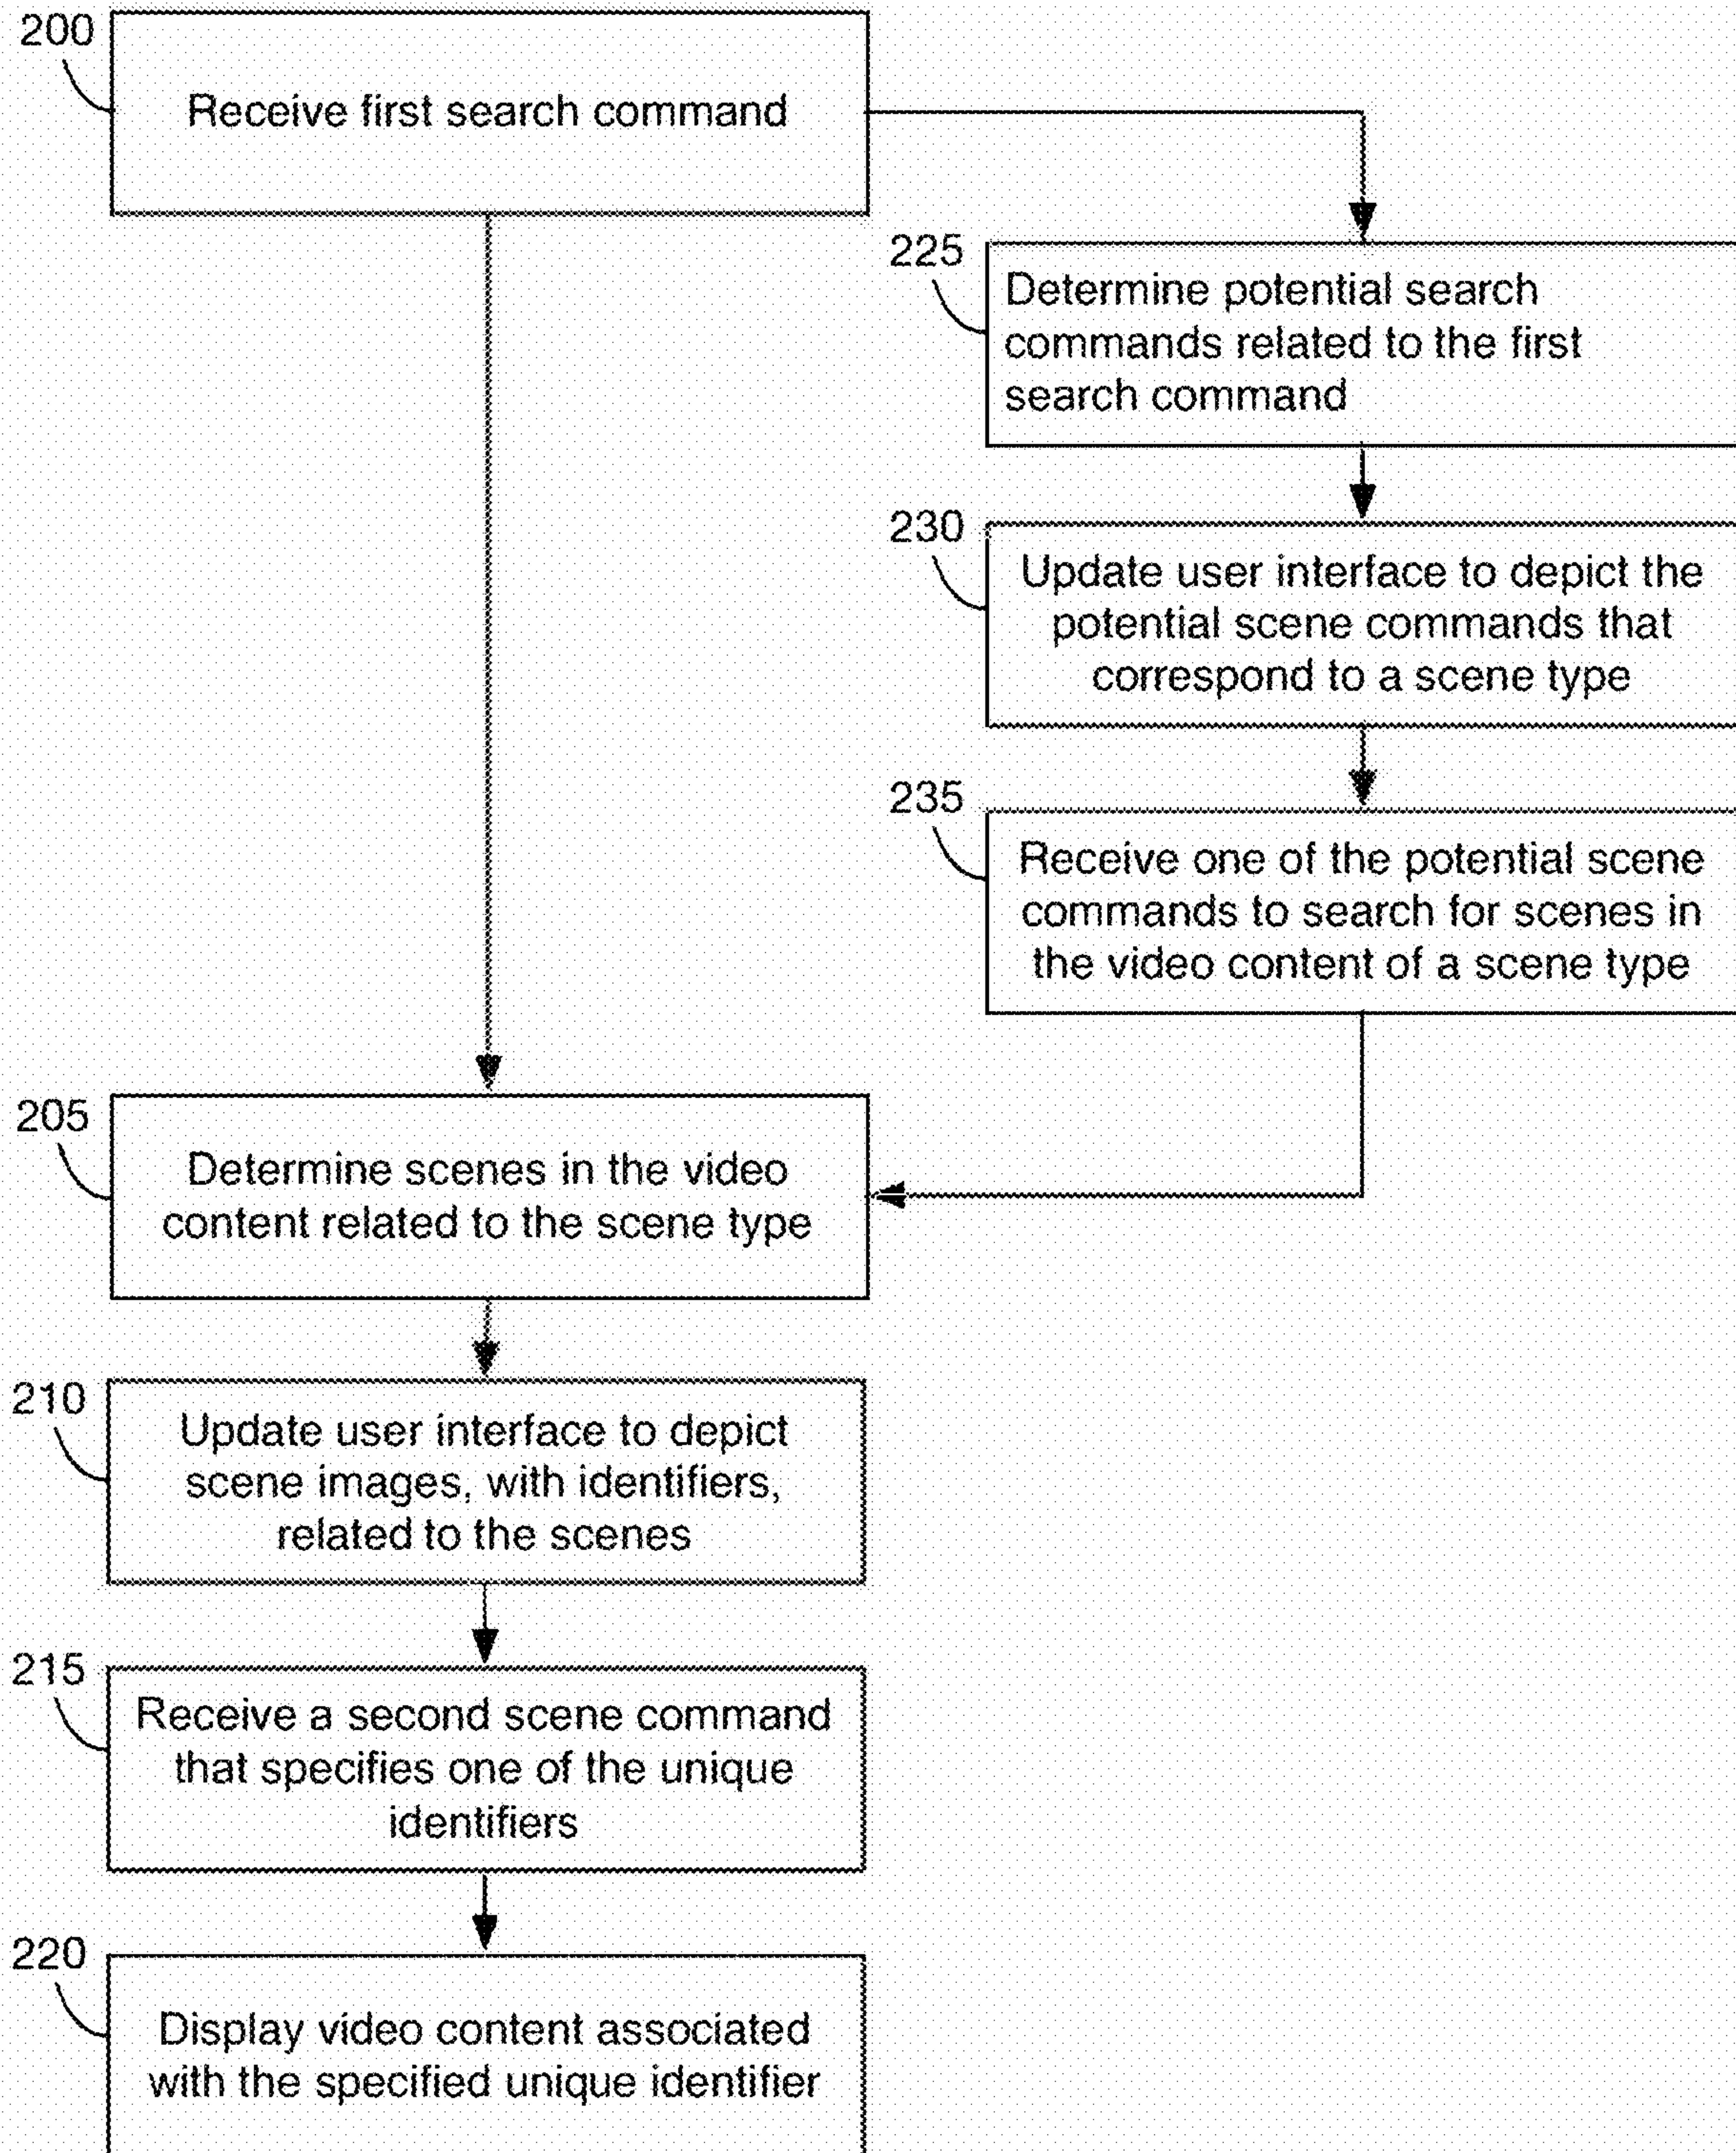 200
Receive first search command
225
Determine potential search
commands related to the first
search command
230
Update user interface to depict the
potential scene commands that
correspond to a scene type
235
Receive one of the potential scene
commands to search for scenes in
the video content of a scene type
205
Determine scenes in the video
content related to the scene type
210
Update user interface to depict
scene images, with identifiers,
related to the scenes
215
Receive a second scene command
that specifies one of the unique
identifiers
220
Display video content associated
with the specified unique identifier